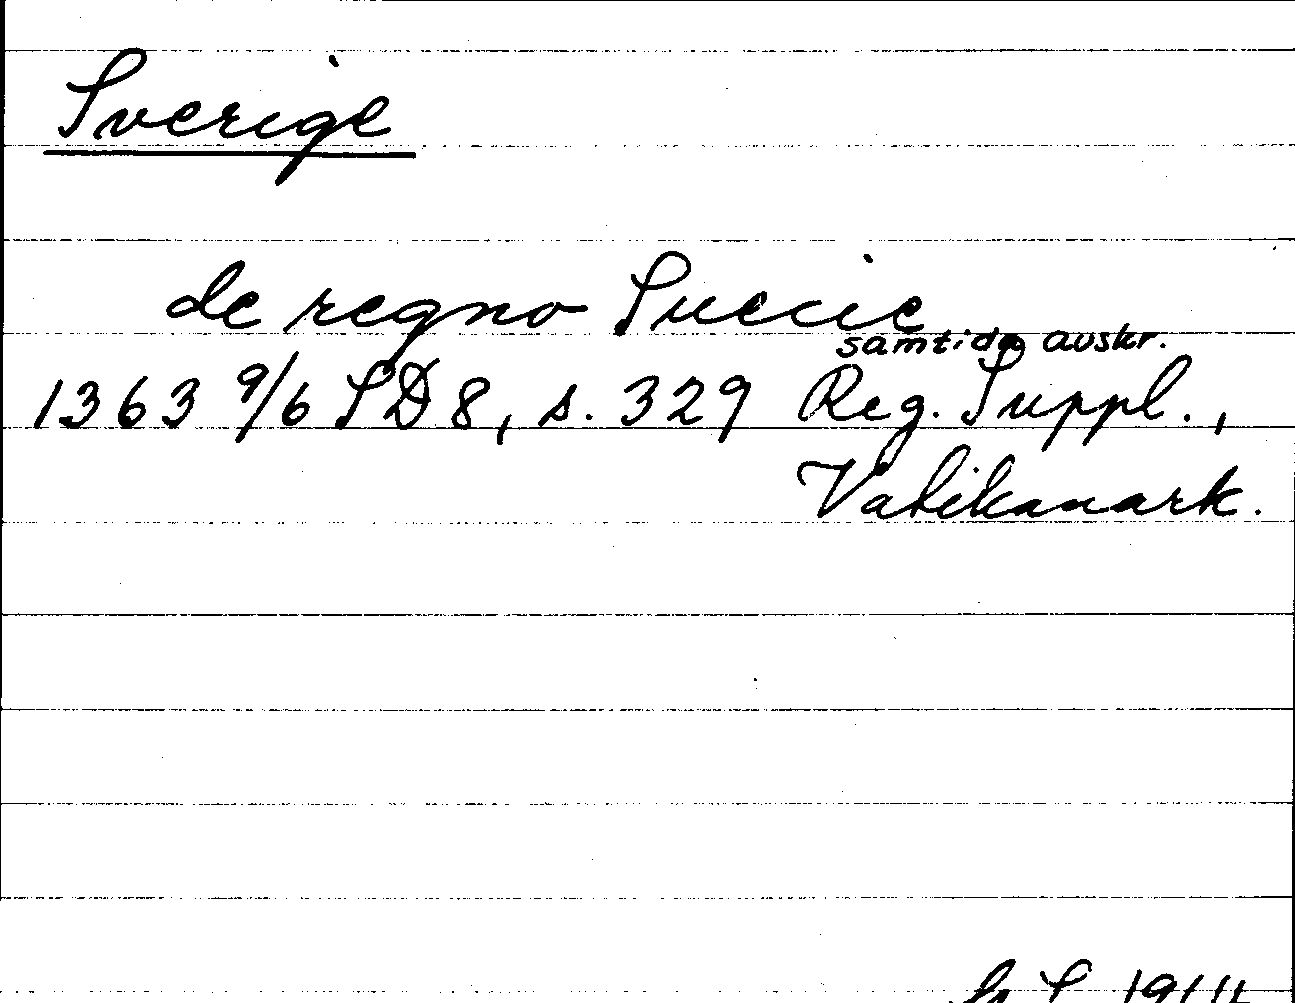 Sverige
de regno Suecie
samtida avskr.
1363 9/6 SD 8, s. 329 Reg. Suppl.,
Vatikanark.